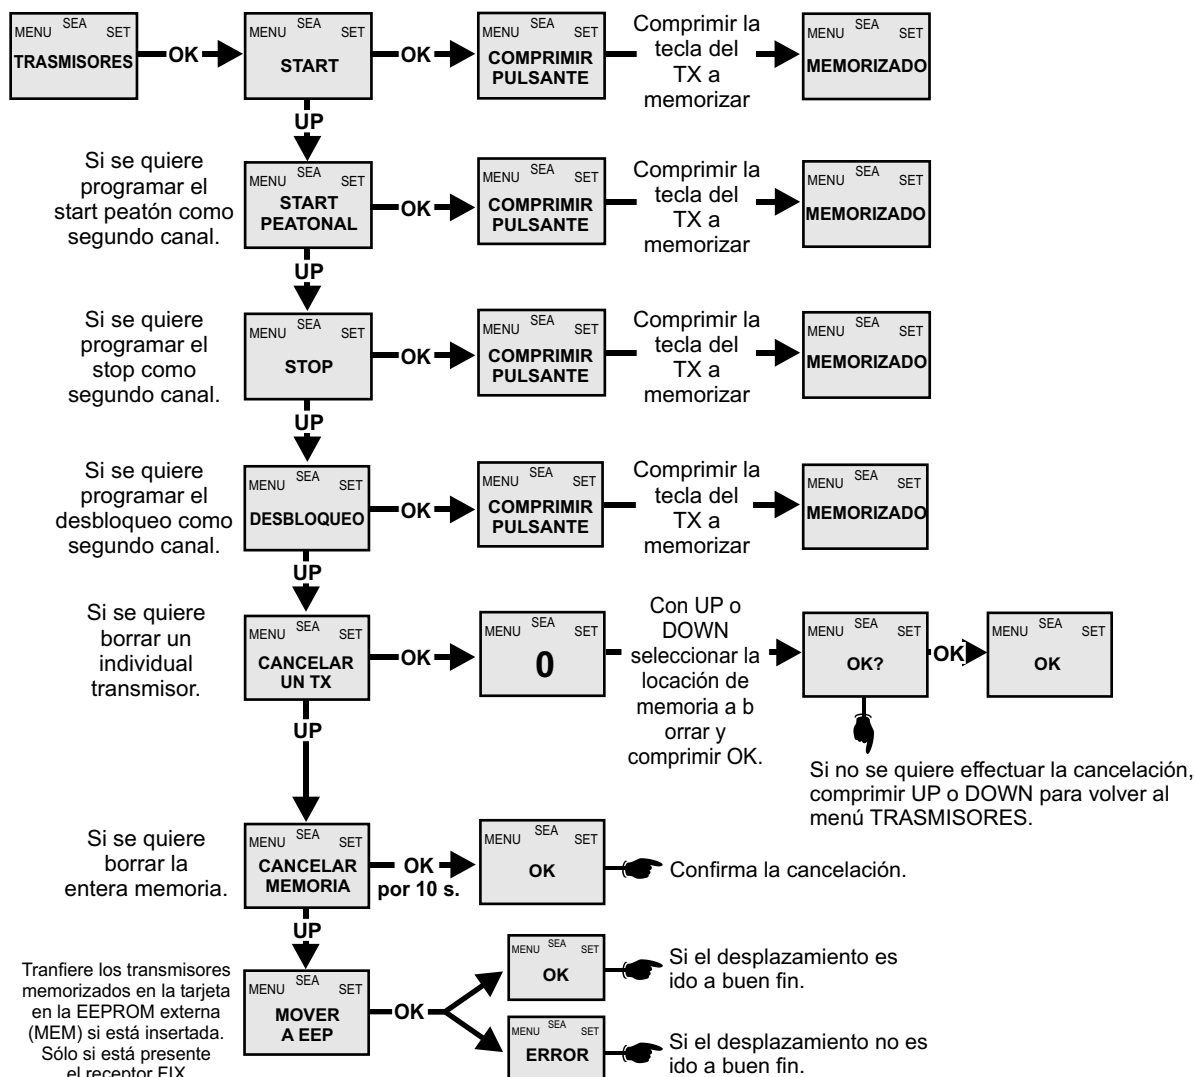 MENU SEA SET
TRASMISORES
OK
MENU SEA SET
START
OK
MENU SEA SET
COMPRIMIR
PULSANTE
Comprimir la
tecla del
TX a
memorizar
MENU SEA SET
MEMORIZADO
UP
Si se quiere
programar el
start peatón como
segundo canal.
MENU SEA SET
START
PEATONAL
OK
MENU SEA SET
COMPRIMIR
PULSANTE
Comprimir la
tecla del
TX a
memorizar
MENU SEA SET
MEMORIZADO
UP
Si se quiere
programar el
stop como
segundo canal.
MENU SEA SET
STOP
OK
MENU SEA SET
COMPRIMIR
PULSANTE
Comprimir la
tecla del
TX a
memorizar
MENU SEA SET
MEMORIZADO
UP
Si se quiere
programar el
desbloqueo como
segundo canal.
MENU SEA SET
DESBLOQUEO
OK
MENU SEA SET
COMPRIMIR
PULSANTE
Comprimir la
tecla del
TX a
memorizar
MENU SEA SET
MEMORIZADO
UP
Si se quiere
borrar un
individual
transmisor.
MENU SEA SET
CANCELAR
UN TX
OK
MENU SEA SET
0
Con UP o
DOWN
seleccionar la
locación de
memoria a b
orrar y
comprimir OK.
MENU SEA SET
OK?
OK
MENU SEA SET
OK
Si no se quiere effectuar la cancelación,
comprimir UP o DOWN para volver al
menú TRASMISORES.
UP
Si se quiere
borrar la
entera memoria.
MENU SEA SET
CANCELAR
MEMORIA
OK
por 10 s.
MENU SEA SET
OK
Confirma la cancelación.
UP
Tranfiere los transmisores
memorizados en la tarjeta
en la EEPROM externa
(MEM) si está insertada.
Sólo si está presente
el receptor FIX
MENU SEA SET
MOVER
A EEP
OK
MENU SEA SET
OK
Si el desplazamiento es
ido a buen fin.
MENU SEA SET
ERROR
Si el desplazamiento no es
ido a buen fin.